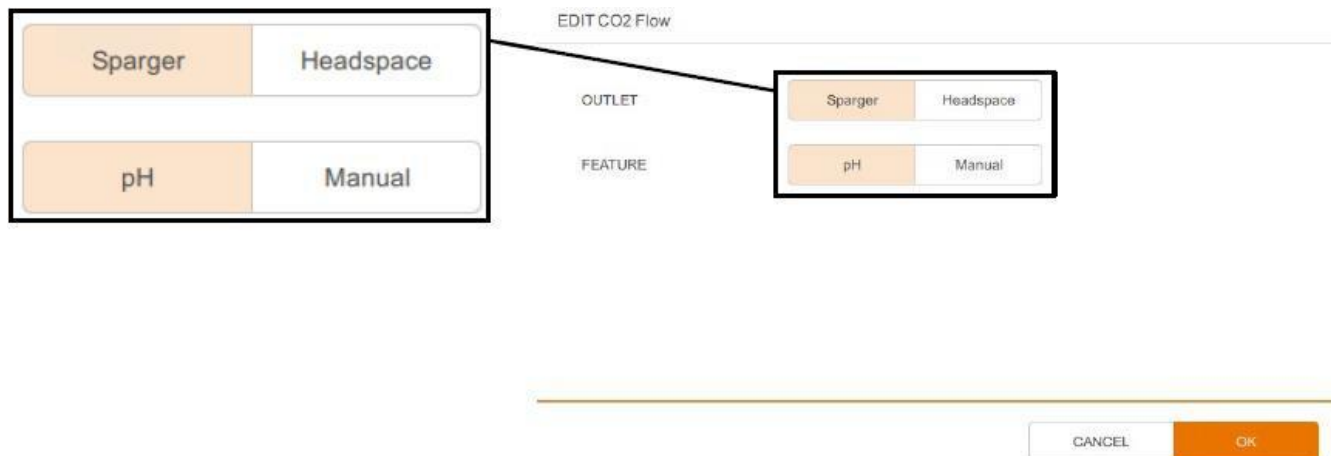 Sparger Headspace
pH Manual
EDIT CO2 Flow
OUTLET Sparger Headspace
FEATURE pH Manual
CANCEL OK